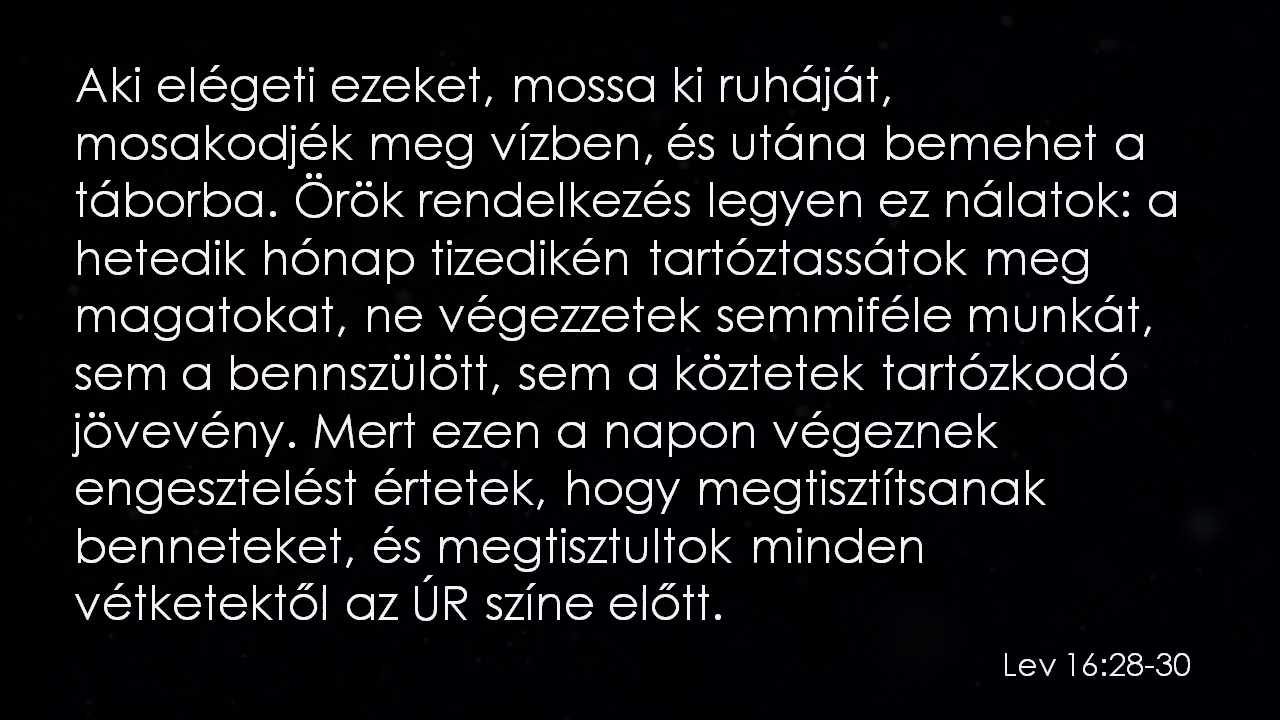 Aki elégeti ezeket, mossa ki ruháját,
mosakodjék meg vízben, és utána bemehet a
táborba. Örök rendelkezés legyen ez nálatok: a
hetedik hónap tizedikén tartóztassátok meg
magatokat, ne végezzetek semmiféle munkát,
sem a bennszülött, sem a köztetek tartózkodó
jövevény. Mert ezen a napon végeznek
engesztelést értetek, hogy megtisztítsanak
benneteket, és megtisztultok minden
vétketektől az ÚR színe előtt.
Lev 16:28-30